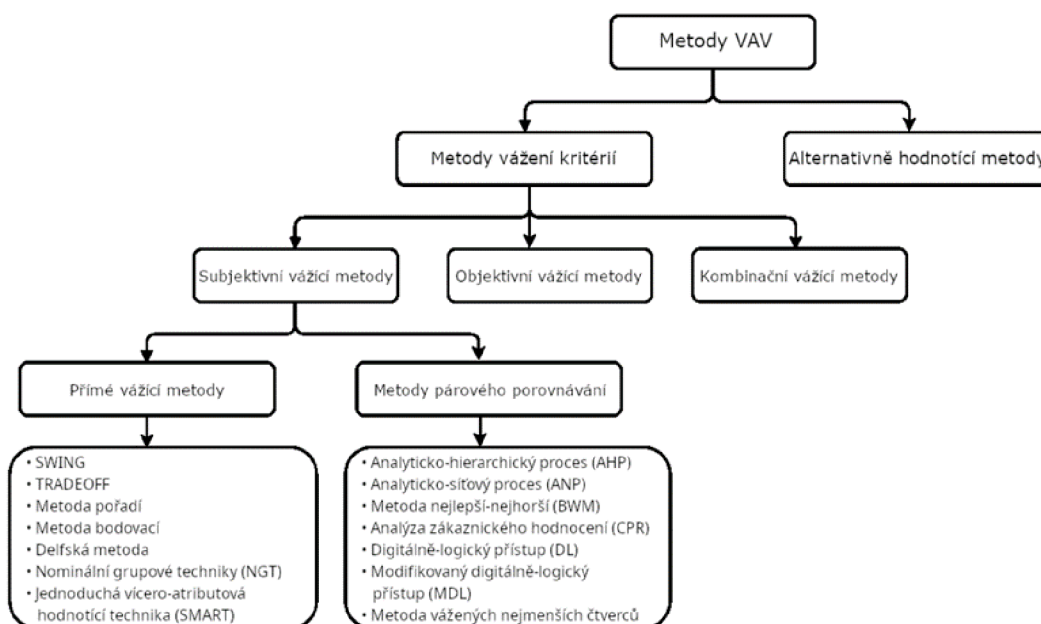 Metody VAV
Metody vážení kritérií
Alternativně hodnotící metody
Subjektivní vážící metody
Objektivní vážící metody
Kombinační vážící metody
Přímé vážící metody
Metody párového porovnávání
• SWING
• TRADEOFF
• Metoda pořadí
• Metoda bodovací
• Delfská metoda
• Nominální grupové techniky (NGT)
• Jednoduchá vícero-atributová
hodnotící technika (SMART)
• Analyticko-hierarchický proces (AHP)
• Analyticko-síťový proces (ANP)
• Metoda nejlepší-nejhorší (BWM)
• Analýza zákaznického hodnocení (CPR)
• Digitálně-logický přístup (DL)
• Modifikovaný digitálně-logický
přístup (MDL)
• Metoda vážených nejmenších čtverců